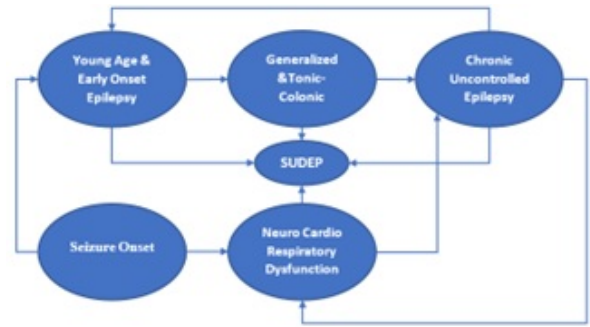 Young Age &
Early Onset
Epilepsy
Generalized
&Tonic-
Colonic
Chronic
Uncontrolled
Epilepsy
SUDEP
Seizure Onset
Neuro Cardio
Respiratory
Dysfunction